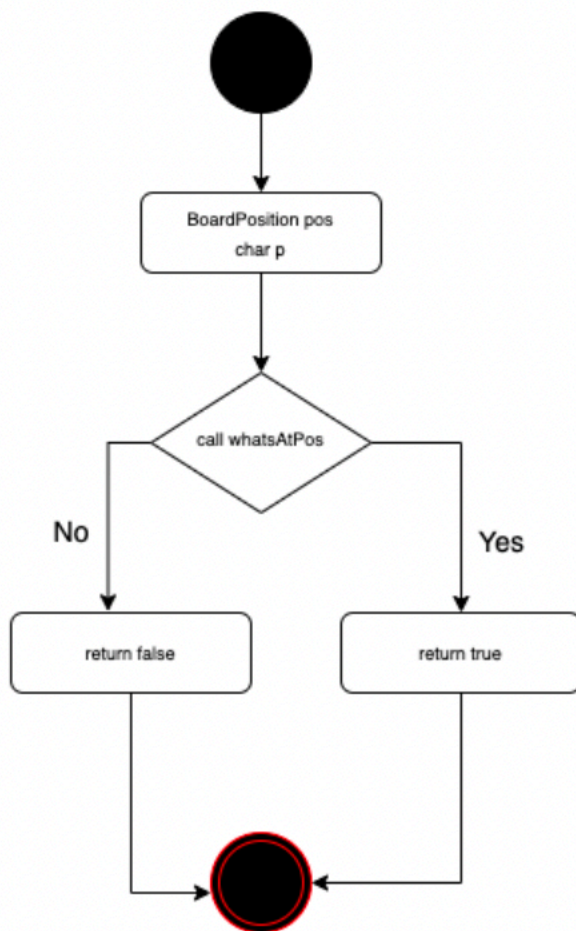 BoardPosition pos
char p
call whatsAtPos
No
Yes
return false
return true